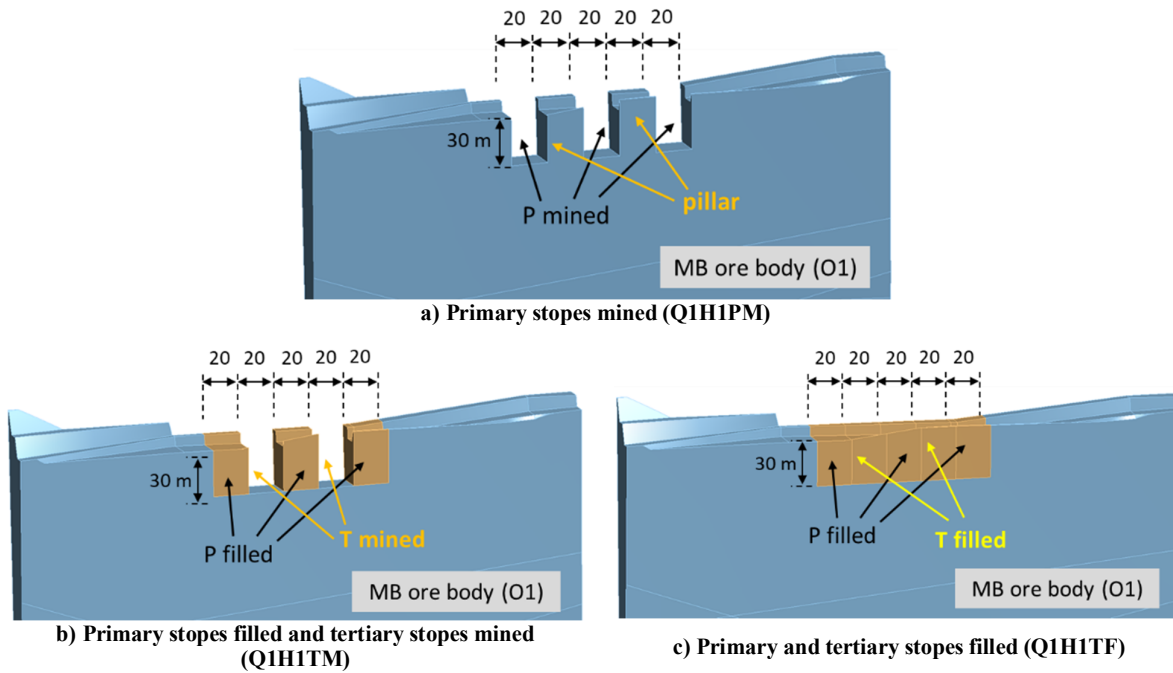 20 20 20 20 20
30 m
P mined
pillar
MB ore body (O1)
a) Primary stopes mined (Q1H1PM)
20 20 20 20 20
30 m
P filled
T mined
MB ore body (O1)
b) Primary stopes filled and tertiary stopes mined
(Q1H1TM)
20 20 20 20 20
30 m
P filled
T filled
MB ore body (O1)
c) Primary and tertiary stopes filled (Q1H1TF)